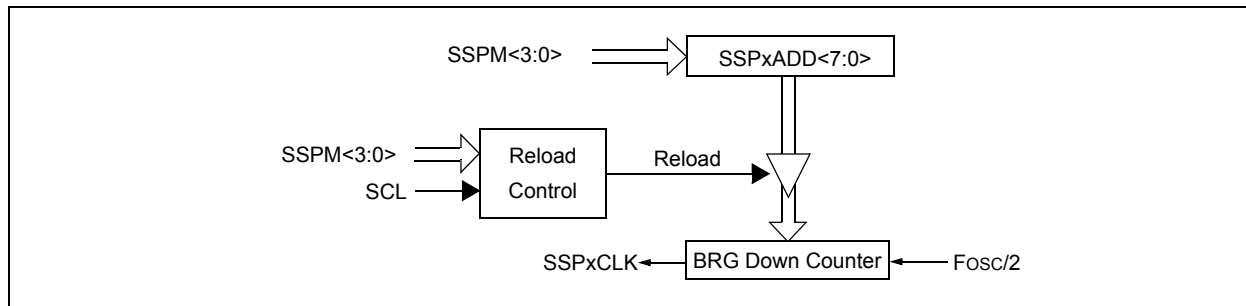 SSPM<3:0>
SSPxADD<7:0>
SSPM<3:0>
SCL
Reload
Control
Reload
SSPxCLK
BRG Down Counter
FOSC/2